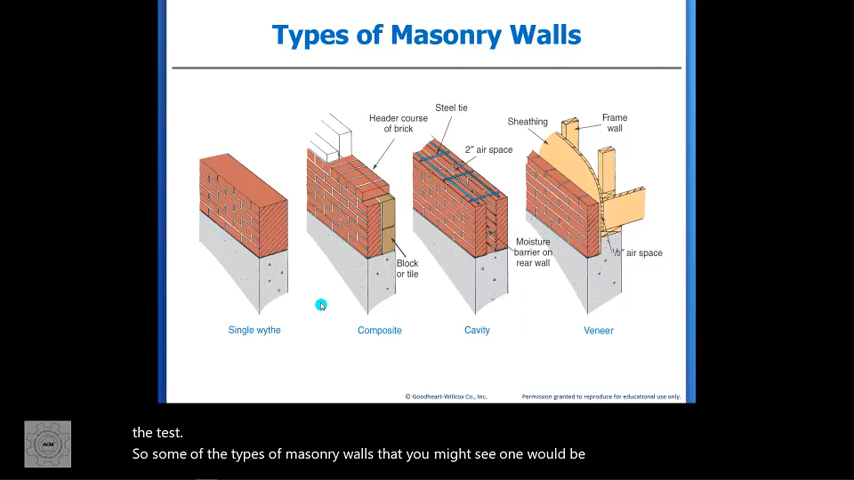 Types of Masonry Walls
Steel tie
Header course
of brick
Sheathing
Frame
wall
2" air space
Moisture
barrier on
rear wall
½" air space
Block
or tile
Single wythe
Composite
Cavity
Veneer
© Goodheart-Willcox Co., Inc.
Permission granted to reproduce for educational use only.
ACM
the test.
So some of the types of masonry walls that you might see one would be